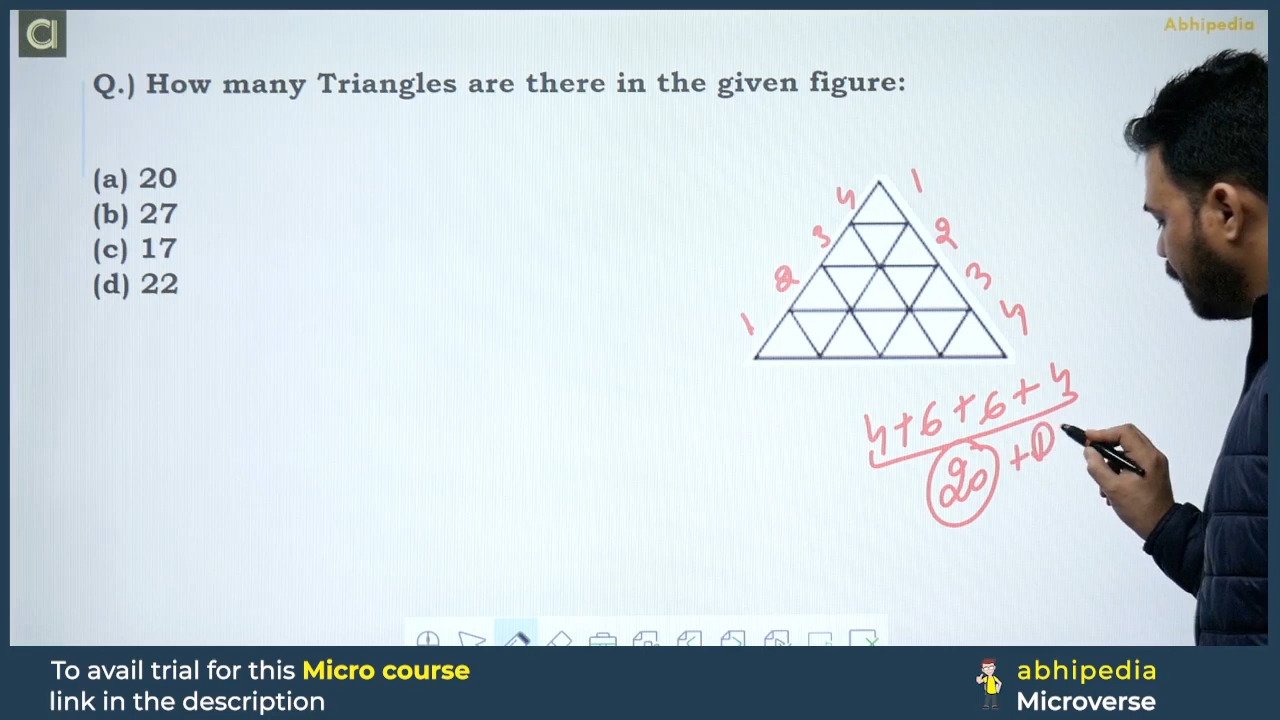 Abhipedia
Q.) How many Triangles are there in the given figure:
(a) 20
(b) 27
(c) 17
(d) 22
4 1
3 2
2 3
1 4
4+6+6+4
20 +
To avail trial for this Micro course
link in the description
abhipedia
Microverse